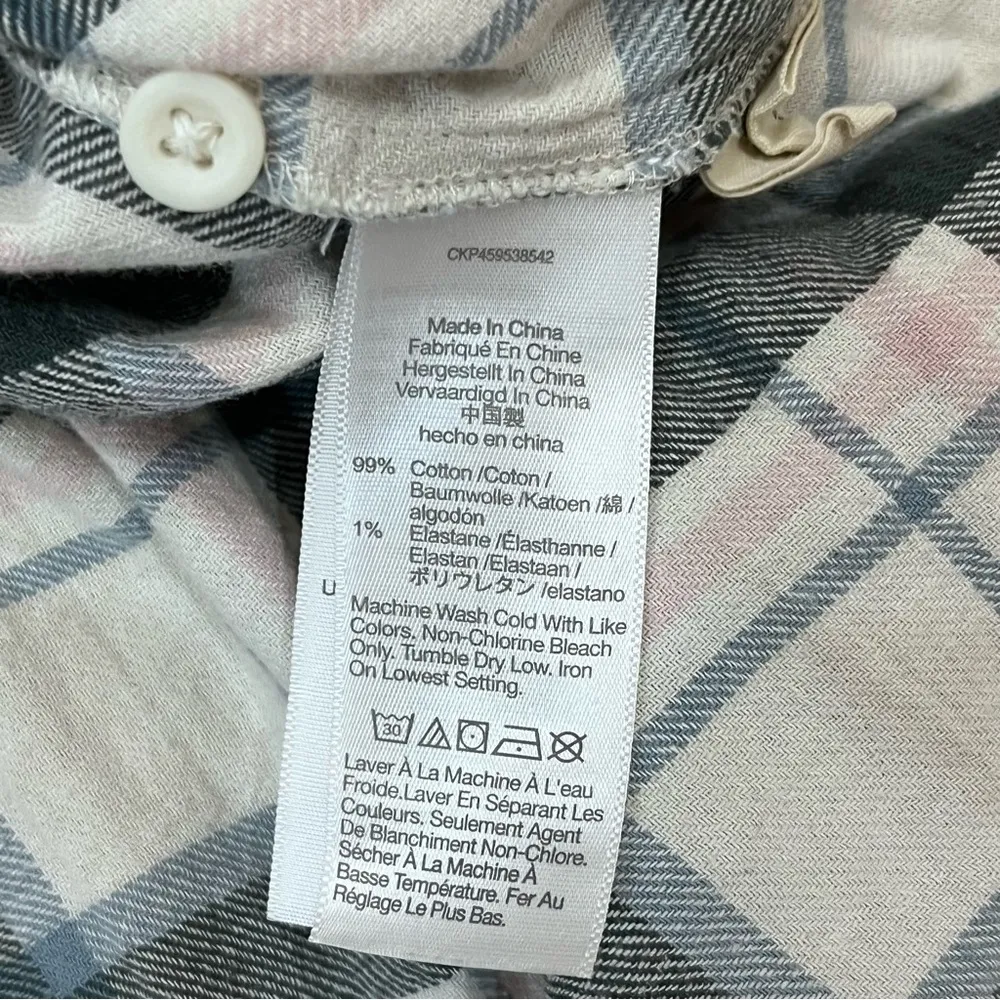 CKP459538542
Made In China
Fabriqué En Chine
Hergestellt In China
Vervaardigd In China
中国製
hecho en china
99% Cotton /Coton /
Baumwolle /Katoen /綿 /
algodón
1% Elastane /Élasthanne /
Elastan /Elastaan /
ポリウレタン /elastano
U
Machine Wash Cold With Like
Colors. Non-Chlorine Bleach
Only. Tumble Dry Low. Iron
On Lowest Setting.
30
Laver À La Machine À L'eau
Froide.Laver En Séparant Les
Couleurs. Seulement Agent
De Blanchiment Non-Chlore.
Sécher À La Machine À
Basse Température. Fer Au
Réglage Le Plus Bas.